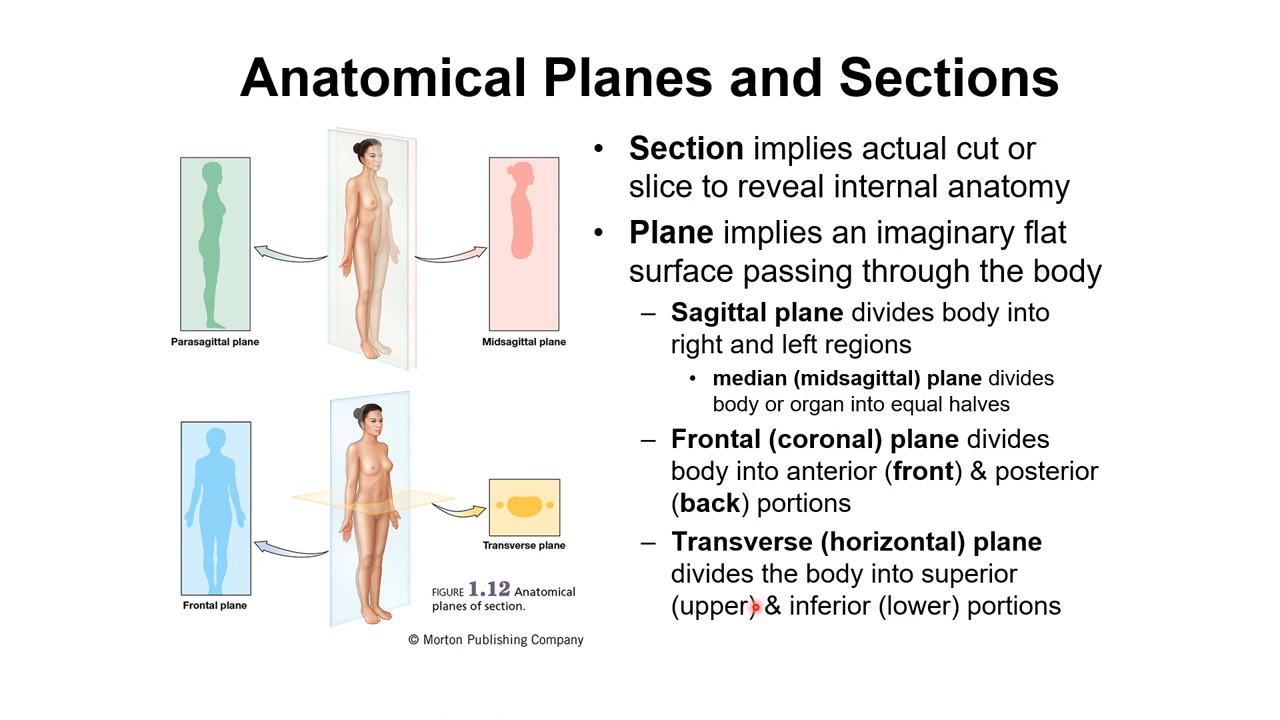 Anatomical Planes and Sections
Parasagittal plane
Midsagittal plane
Frontal plane
Transverse plane
FIGURE 1.12 Anatomical
planes of section.
© Morton Publishing Company
• Section implies actual cut or
slice to reveal internal anatomy
• Plane implies an imaginary flat
surface passing through the body
– Sagittal plane divides body into
right and left regions
• median (midsagittal) plane divides
body or organ into equal halves
– Frontal (coronal) plane divides
body into anterior (front) & posterior
(back) portions
– Transverse (horizontal) plane
divides the body into superior
(upper) & inferior (lower) portions